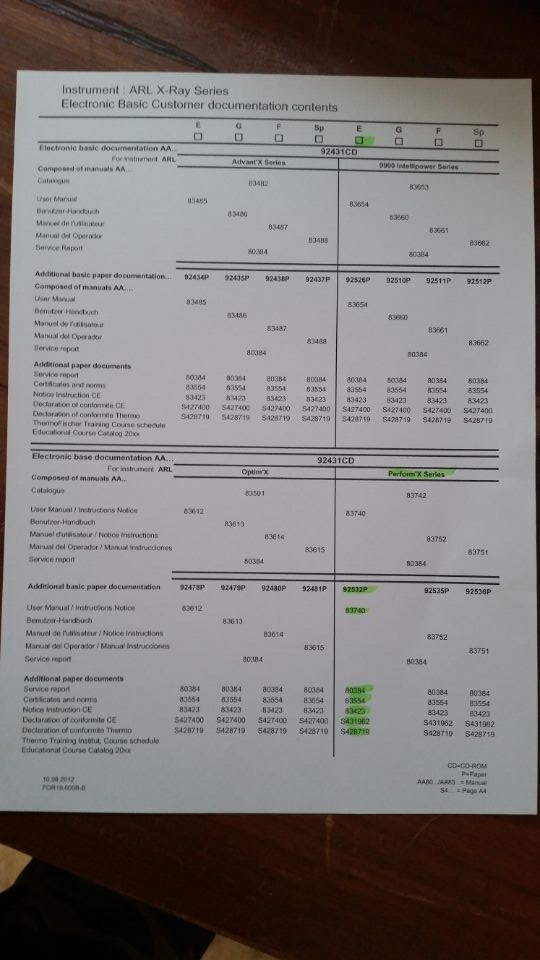 Instrument : ARL X-Ray Series
Electronic Basic Customer documentation contents
E G F Sp E G F Sp
Electronic basic documentation AA... 92431CD
For instrument ARL Advant'X Series 9900 Intellipower Series
Composed of manuals AA...
Catalogue 83482 83653
User Manual 83485 83654
Benutzer-Handbuch 83486 83660
Manuel de l'utilisateur 83487 83661
Manual del Operador 83488 83662
Service Report 80384 80384
Additional basic paper documentation... 92434P 92435P 92438P 92437P 92526P 92510P 92511P 92512P
Composed of manuals AA....
User Manual 83485 83654
Benutzer-Handbuch 83486 83660
Manuel de l'utilisateur 83487 83661
Manual del Operador 83488 83662
Service report 80384 80384
Additional paper documents
Service report 80384 80384 80384 80384 80384 80384 80384 80384
Certificates and norms 83554 83554 83554 83554 83554 83554 83554 83554
Notice Instruction CE 83423 83423 83423 83423 83423 83423 83423 83423
Declaration of conformite CE S427400 S427400 S427400 S427400 S427400 S427400 S427400 S427400
Declaration of conformite Thermo S428719 S428719 S428719 S428719 S428719 S428719 S428719 S428719
ThermoFischer Training Course schedule
Educational Course Catalog 20xx
Electronic base documentation AA... 92431CD
For instrument ARL Optim'X Perform'X Series
Composed of manuals AA...
Catalogue 83591 83742
User Manual / Instructions Notice 83612 83740
Benutzer-Handbuch 83613
Manuel d'utilisateur / Notice Instructions 83614 83752
Manual del Operador / Manual Instrucciones 83615 83751
Service report 80384 80384
Additional basic paper documentation 92478P 92479P 92480P 92481P 92532P 92535P 92536P
User Manual / Instructions Notice 83612 83740
Benutzer-Handbuch 83613
Manuel de l'utilisateur / Notice Instructions 83614 83752
Manual del Operador / Manual Instrucciones 83615 83751
Service report 80384 80384
Additional paper documents
Service report 80384 80384 80384 80384 80384 80384 80384
Certificates and norms 83554 83554 83554 83554 83554 83554 83554
Notice Instruction CE 83423 83423 83423 83423 83423 83423 83423
Declaration of conformite CE S427400 S427400 S427400 S427400 S431962 S431962 S431962
Declaration of conformite Thermo S428719 S428719 S428719 S428719 S428719 S428719 S428719
Thermo Training Institut, Course schedule
Educational Course Catalog 20xx
CD=CD-ROM
P=Paper
10.08.2012 AA80.../AA83...= Manual
S4... = Page A4